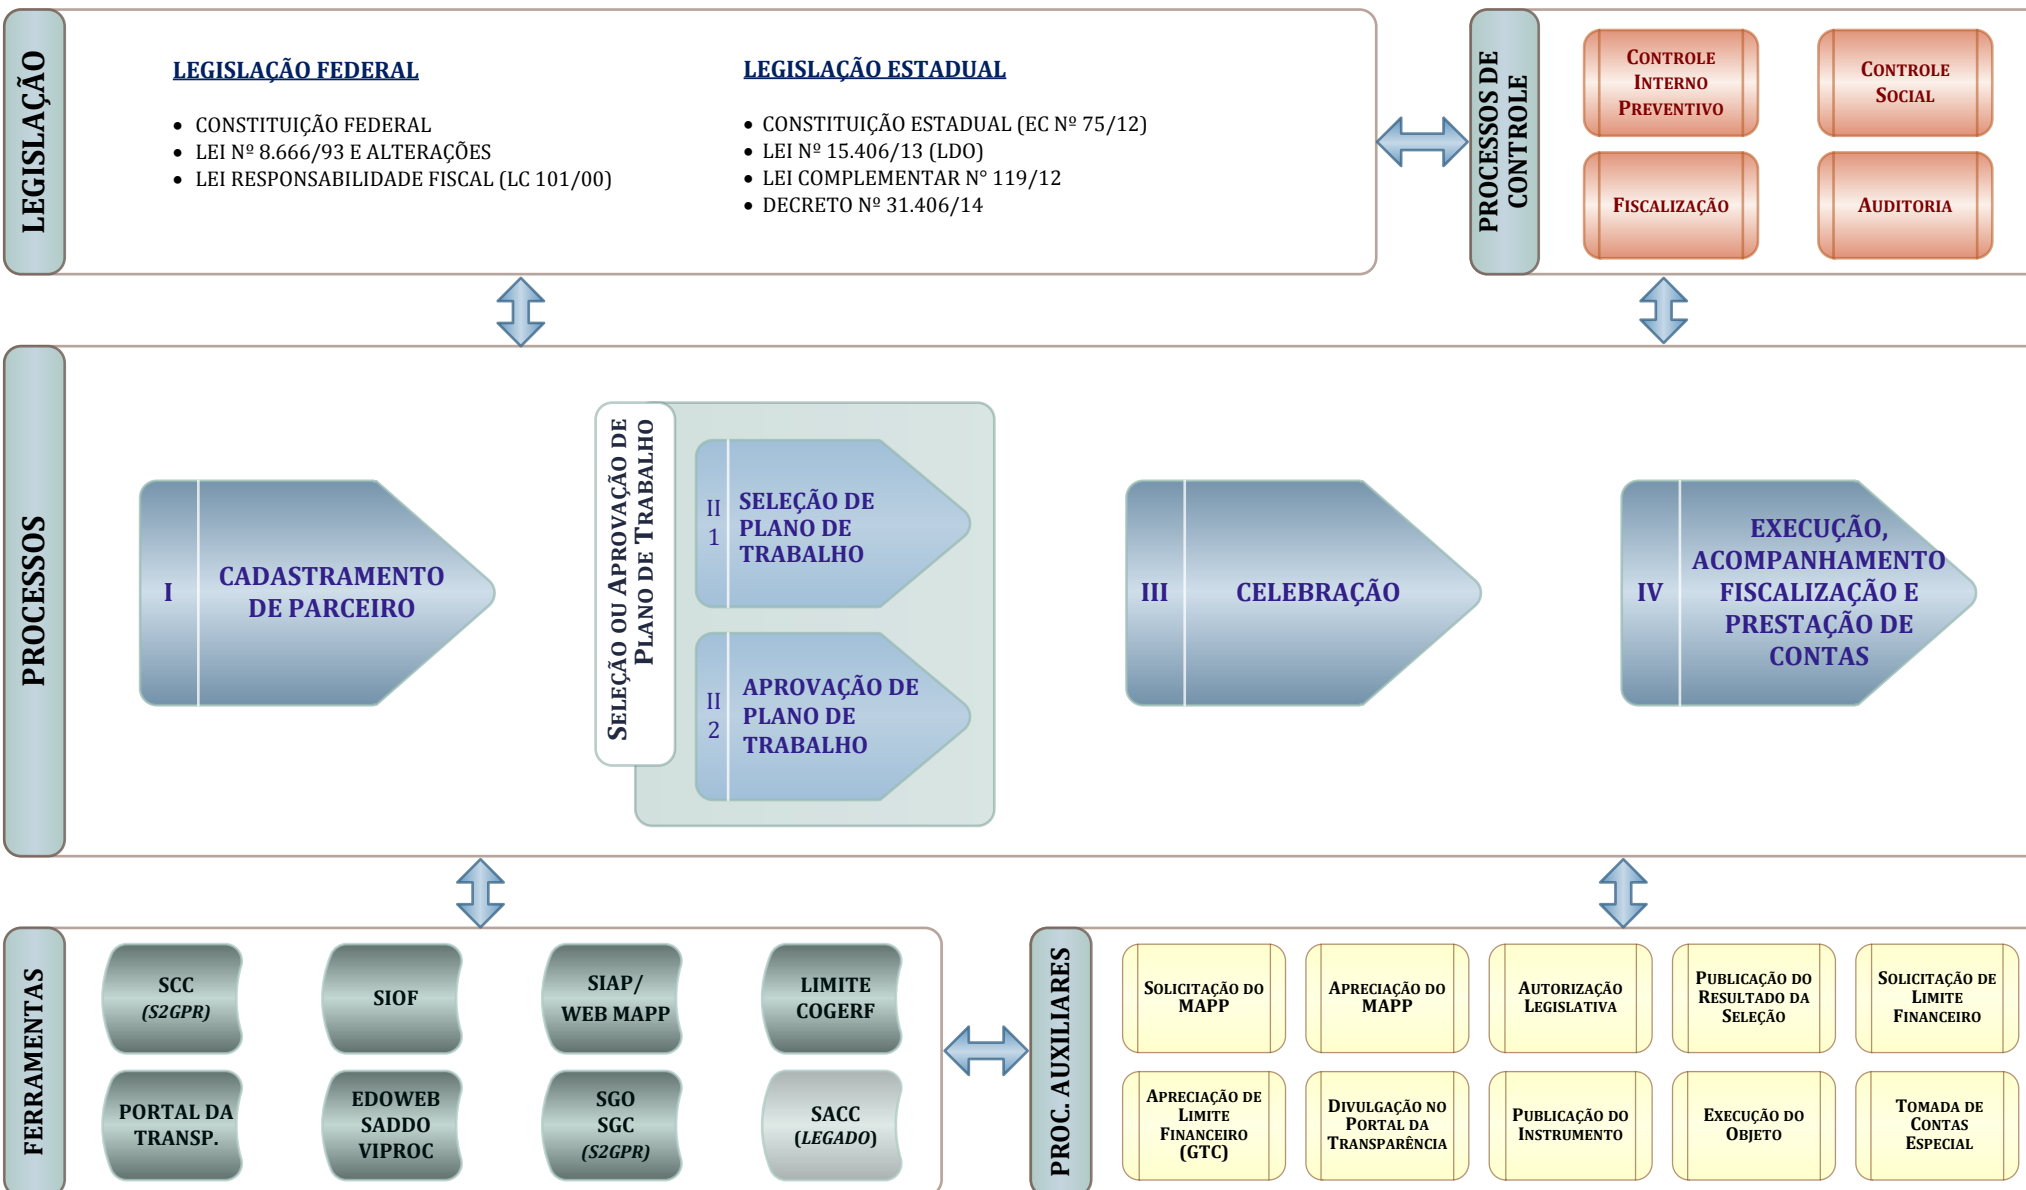 LEGISLAÇÃO
LEGISLAÇÃO FEDERAL
• CONSTITUIÇÃO FEDERAL
• LEI Nº 8.666/93 E ALTERAÇÕES
• LEI RESPONSABILIDADE FISCAL (LC 101/00)
LEGISLAÇÃO ESTADUAL
• CONSTITUIÇÃO ESTADUAL (EC Nº 75/12)
• LEI Nº 15.406/13 (LDO)
• LEI COMPLEMENTAR N° 119/12
• DECRETO Nº 31.406/14
PROCESSOS DE
CONTROLE
CONTROLE
INTERNO
PREVENTIVO
CONTROLE
SOCIAL
FISCALIZAÇÃO
AUDITORIA
PROCESSOS
I
CADASTRAMENTO
DE PARCEIRO
SELEÇÃO OU APROVAÇÃO DE
PLANO DE TRABALHO
II
1
SELEÇÃO DE
PLANO DE
TRABALHO
II
2
APROVAÇÃO DE
PLANO DE
TRABALHO
III
CELEBRAÇÃO
IV
EXECUÇÃO,
ACOMPANHAMENTO
FISCALIZAÇÃO E
PRESTAÇÃO DE
CONTAS
FERRAMENTAS
SCC
(S2GPR)
SIOF
SIAP/
WEB MAPP
LIMITE
COGERF
PORTAL DA
TRANSP.
EDOWEB
SADDO
VIPROC
SGO
SGC
(S2GPR)
SACC
(LEGADO)
PROC. AUXILIARES
SOLICITAÇÃO DO
MAPP
APRECIAÇÃO DO
MAPP
AUTORIZAÇÃO
LEGISLATIVA
PUBLICAÇÃO DO
RESULTADO DA
SELEÇÃO
SOLICITAÇÃO DE
LIMITE
FINANCEIRO
APRECIAÇÃO DE
LIMITE
FINANCEIRO
(GTC)
DIVULGAÇÃO NO
PORTAL DA
TRANSPARÊNCIA
PUBLICAÇÃO DO
INSTRUMENTO
EXECUÇÃO DO
OBJETO
TOMADA DE
CONTAS
ESPECIAL